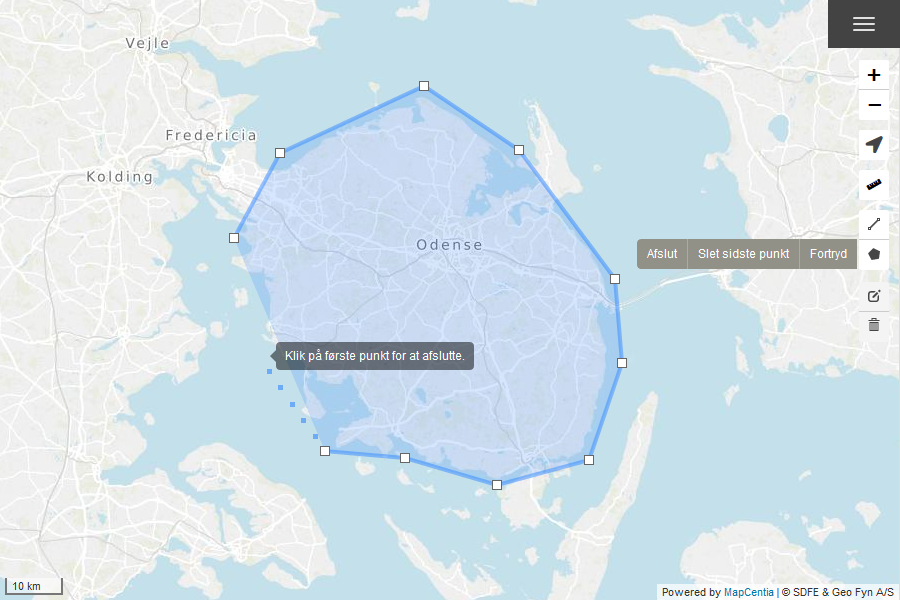 Vejle
Fredericia
Kolding
Odense
Afslut
Slet sidste punkt
Fortryd
Klik på første punkt for at afslutte.
10 km
Powered by MapCentia | © SDFE & Geo Fyn A/S